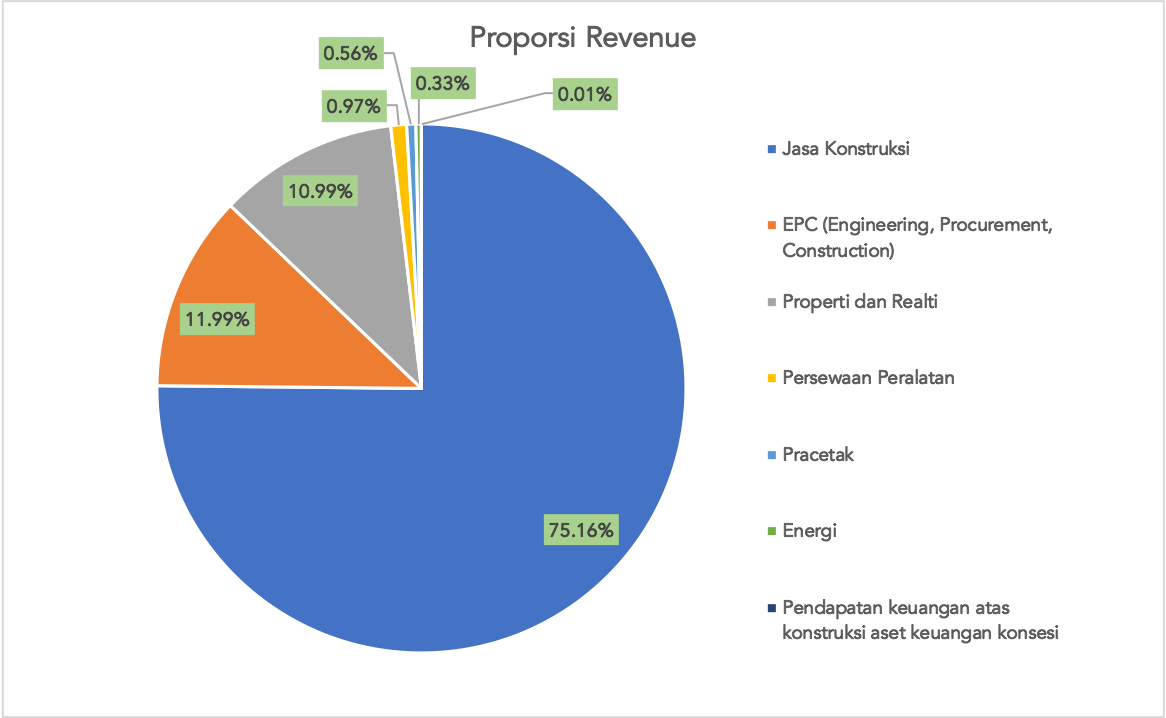 Proporsi Revenue
0.56%
0.33%
0.97%
0.01%
10.99%
11.99%
75.16%
Jasa Konstruksi
EPC (Engineering, Procurement,
Construction)
Properti dan Realti
Persewaan Peralatan
Pracetak
Energi
Pendapatan keuangan atas
konstruksi aset keuangan konsesi